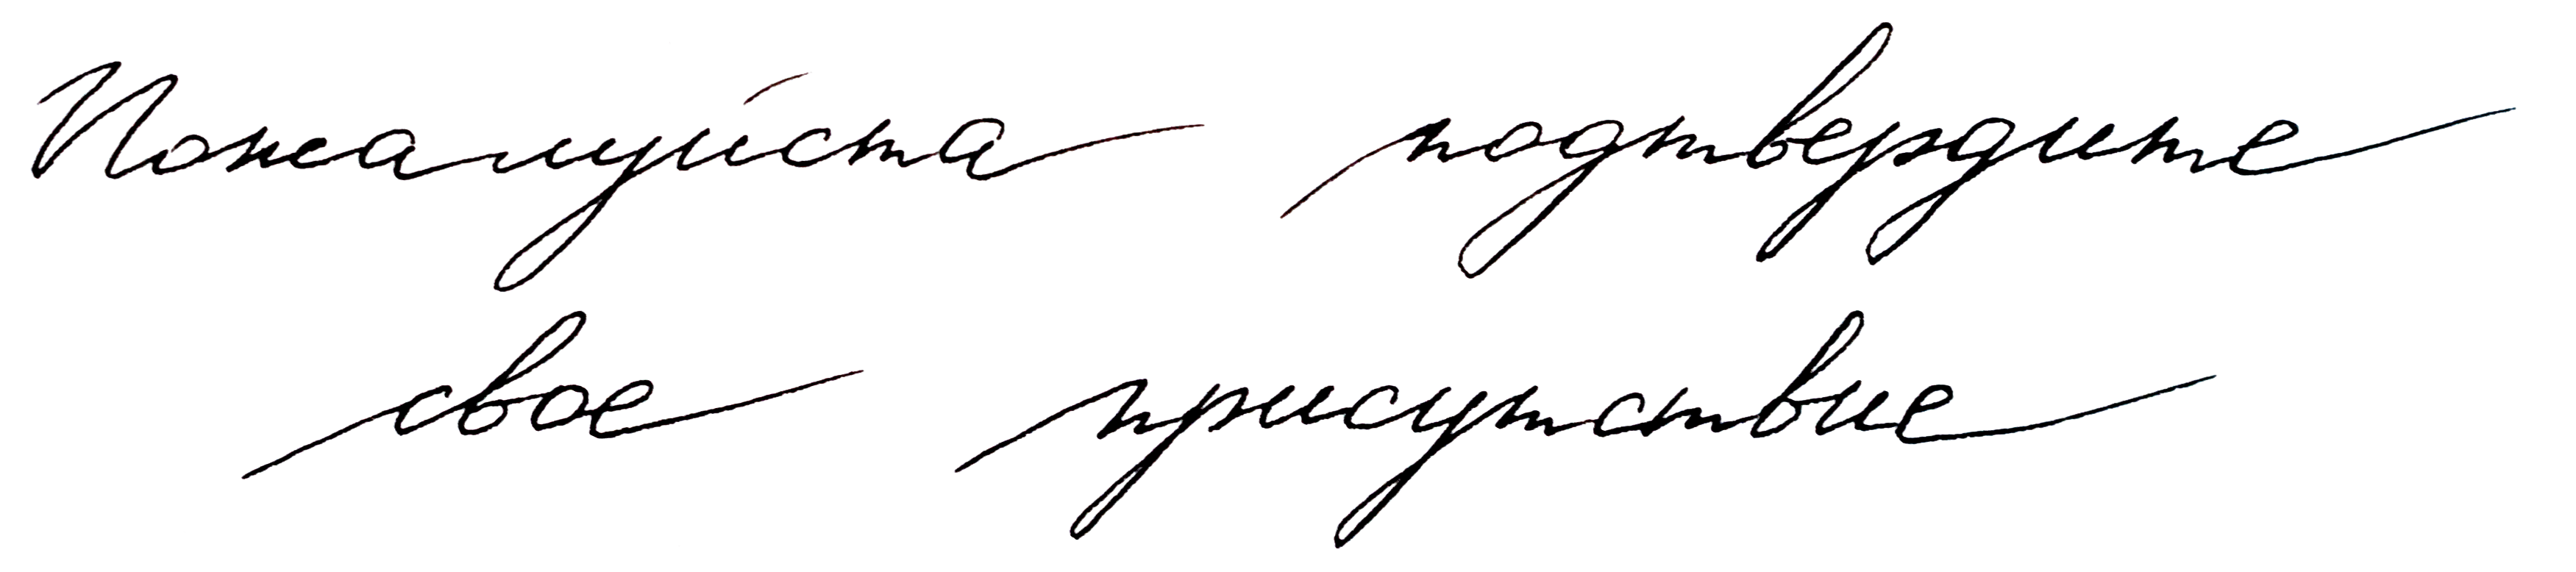 Пожалуйста подтвердите
свое присутствие